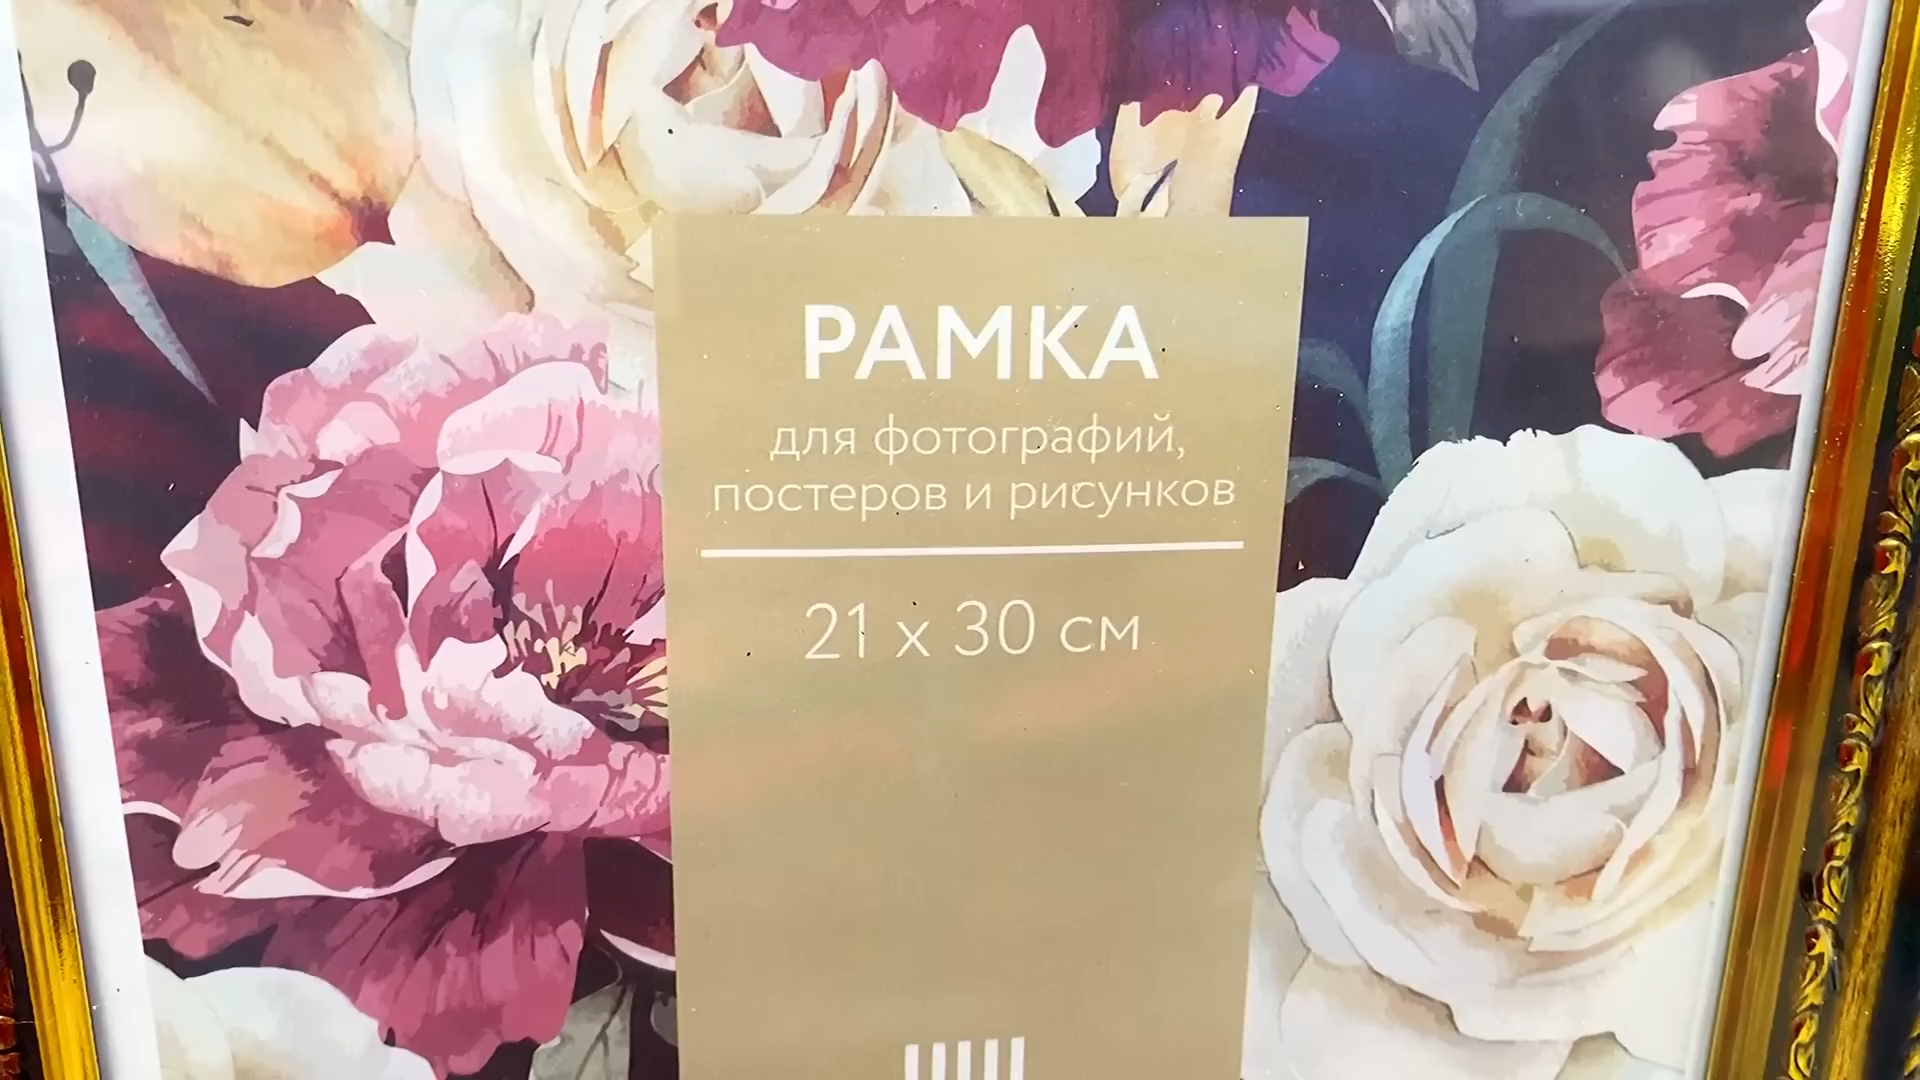 РАМКА
для фотографий,
постеров и рисунков
21 x 30 см